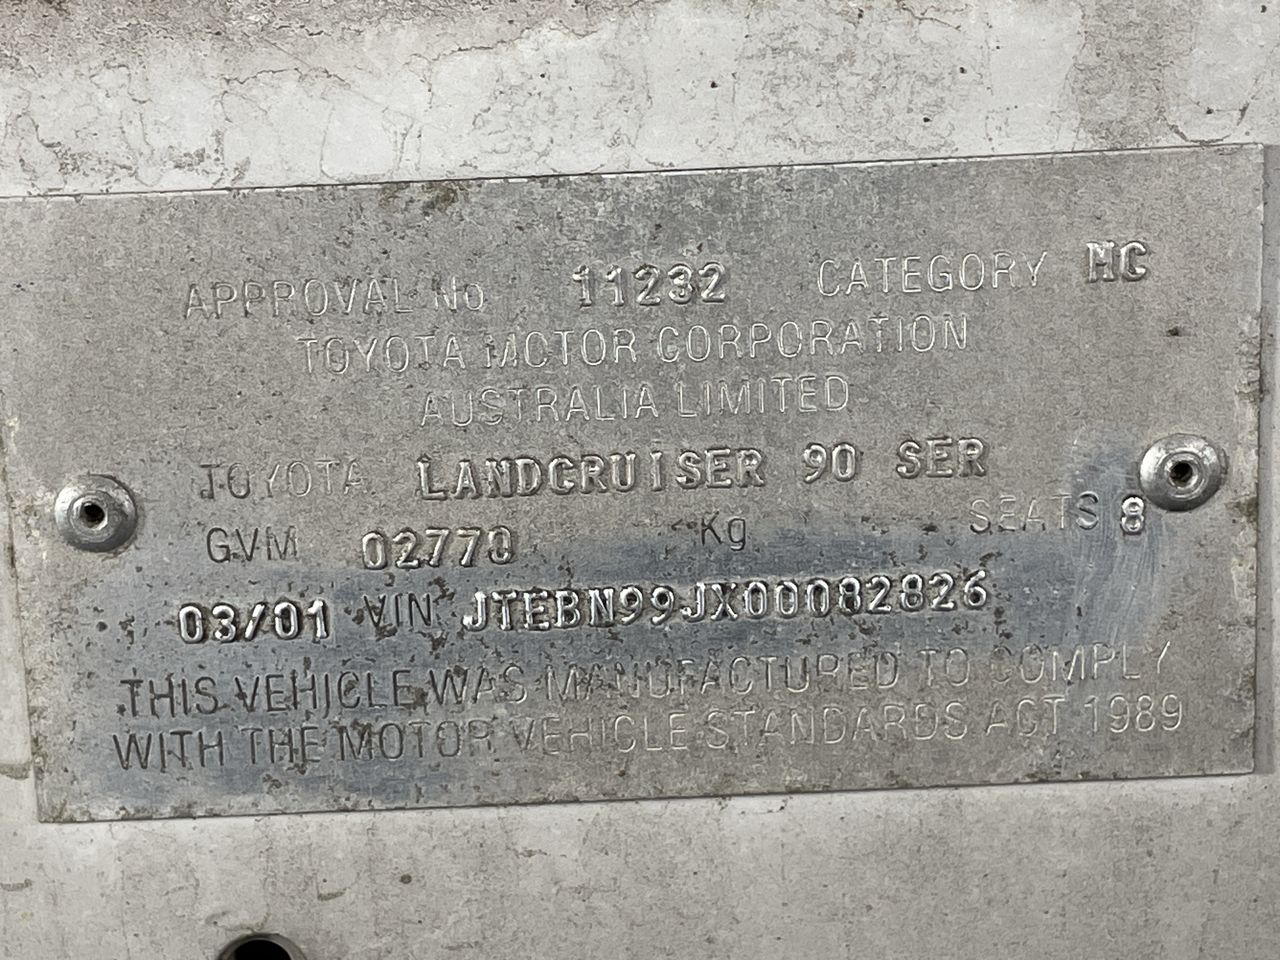 APPROVAL No 11232 CATEGORY MC
TOYOTA MOTOR CORPORATION
AUSTRALIA LIMITED
TOYOTA LANDCRUISER 90 SER
GVM 02770 Kg SEATS 8
03/01 VIN JTEBN99JX00082826
THIS VEHICLE WAS MANUFACTURED TO COMPLY
WITH THE MOTOR VEHICLE STANDARDS ACT 1989